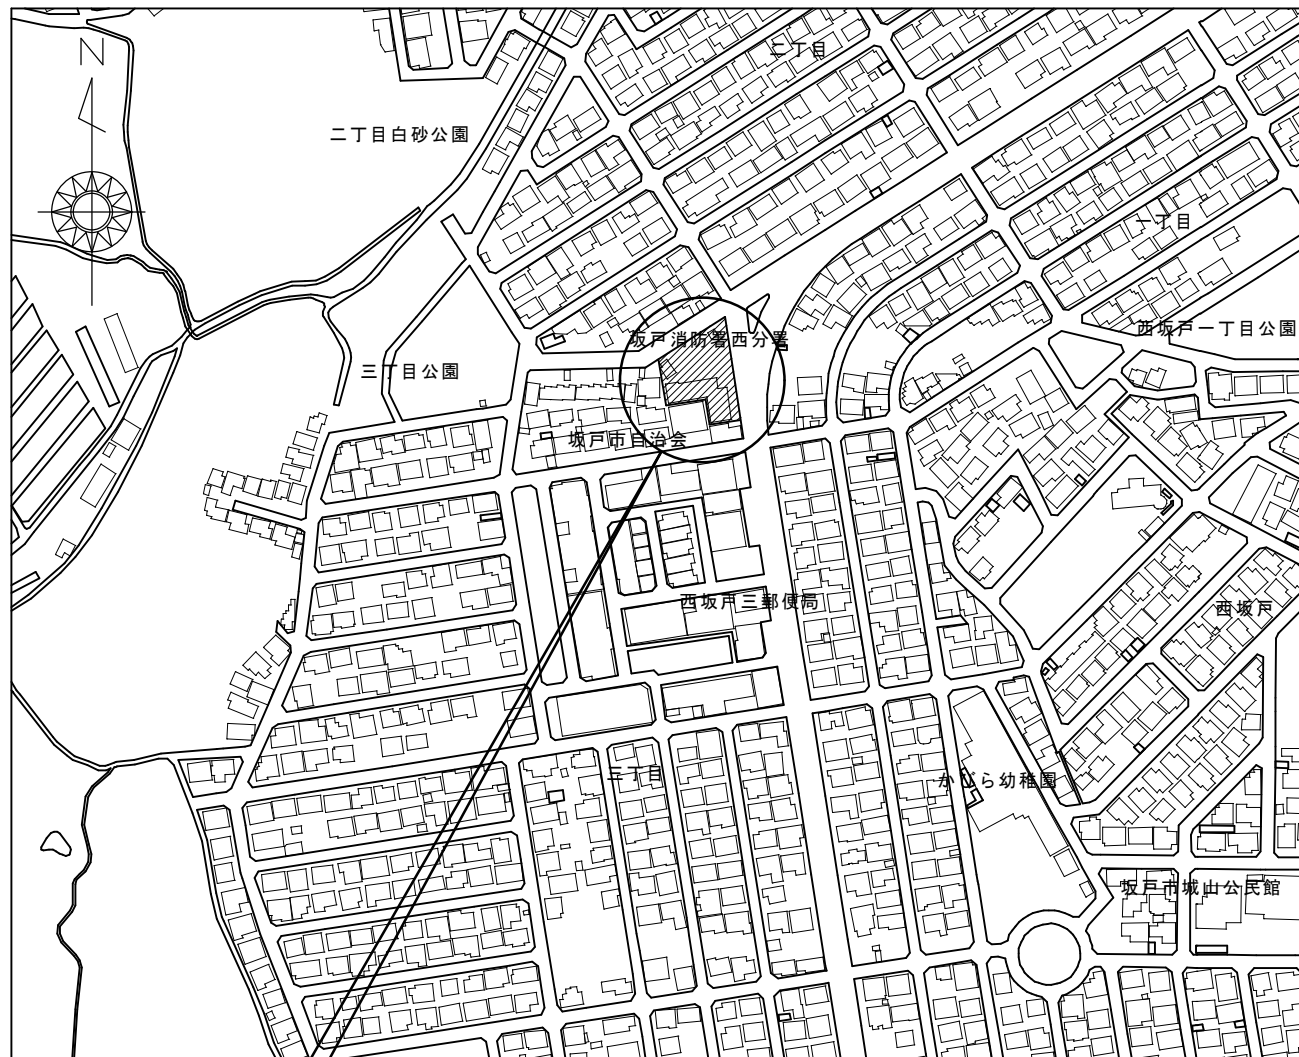 二丁目
N
二丁目白砂公園
一丁目
西坂戸一丁目公園
坂戸消防署西分署
三丁目公園
坂戸市自治会
西坂戸三郵便局
西坂戸
三丁目
かしら幼稚園
坂戸市城山公民館